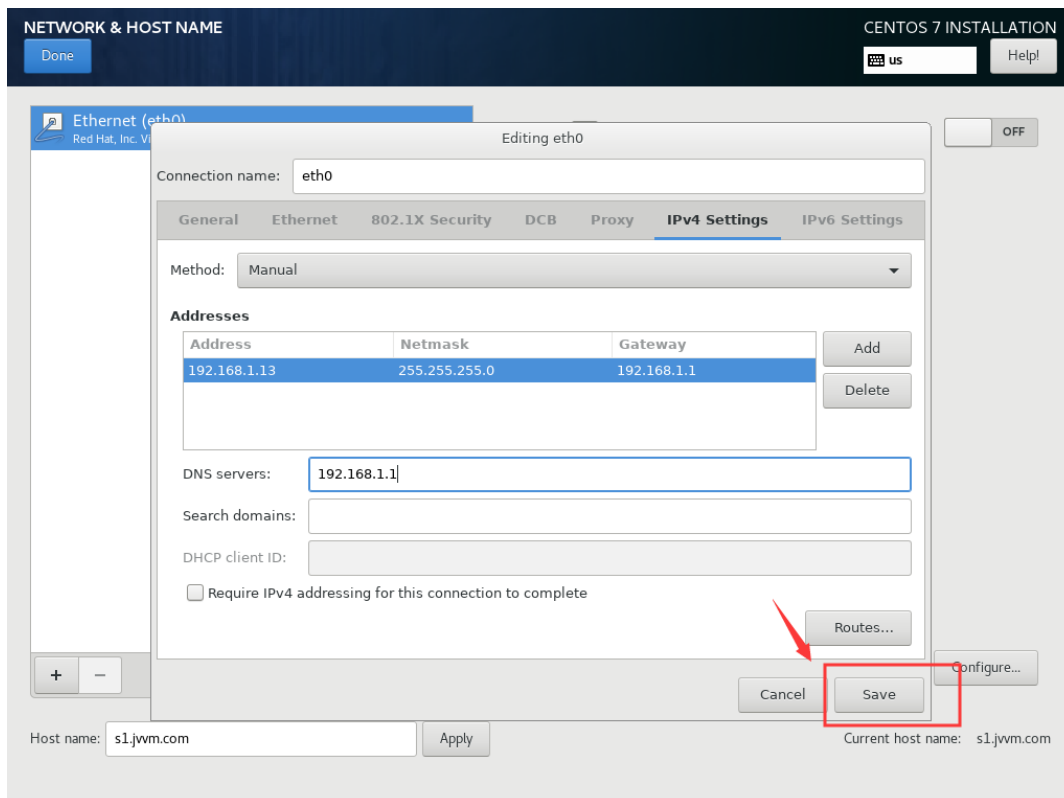 NETWORK & HOST NAME
CENTOS 7 INSTALLATION
Done
us
Help!
Ethernet (eth0)
Red Hat, Inc. Vi
OFF
Editing eth0
Connection name: eth0
General Ethernet 802.1X Security DCB Proxy IPv4 Settings IPv6 Settings
Method: Manual
Addresses
Address Netmask Gateway
192.168.1.13 255.255.255.0 192.168.1.1
Add
Delete
DNS servers: 192.168.1.1
Search domains:
DHCP client ID:
Require IPv4 addressing for this connection to complete
Routes...
+ −
Configure...
Cancel Save
Host name: s1.jvvm.com Apply Current host name: s1.jvvm.com